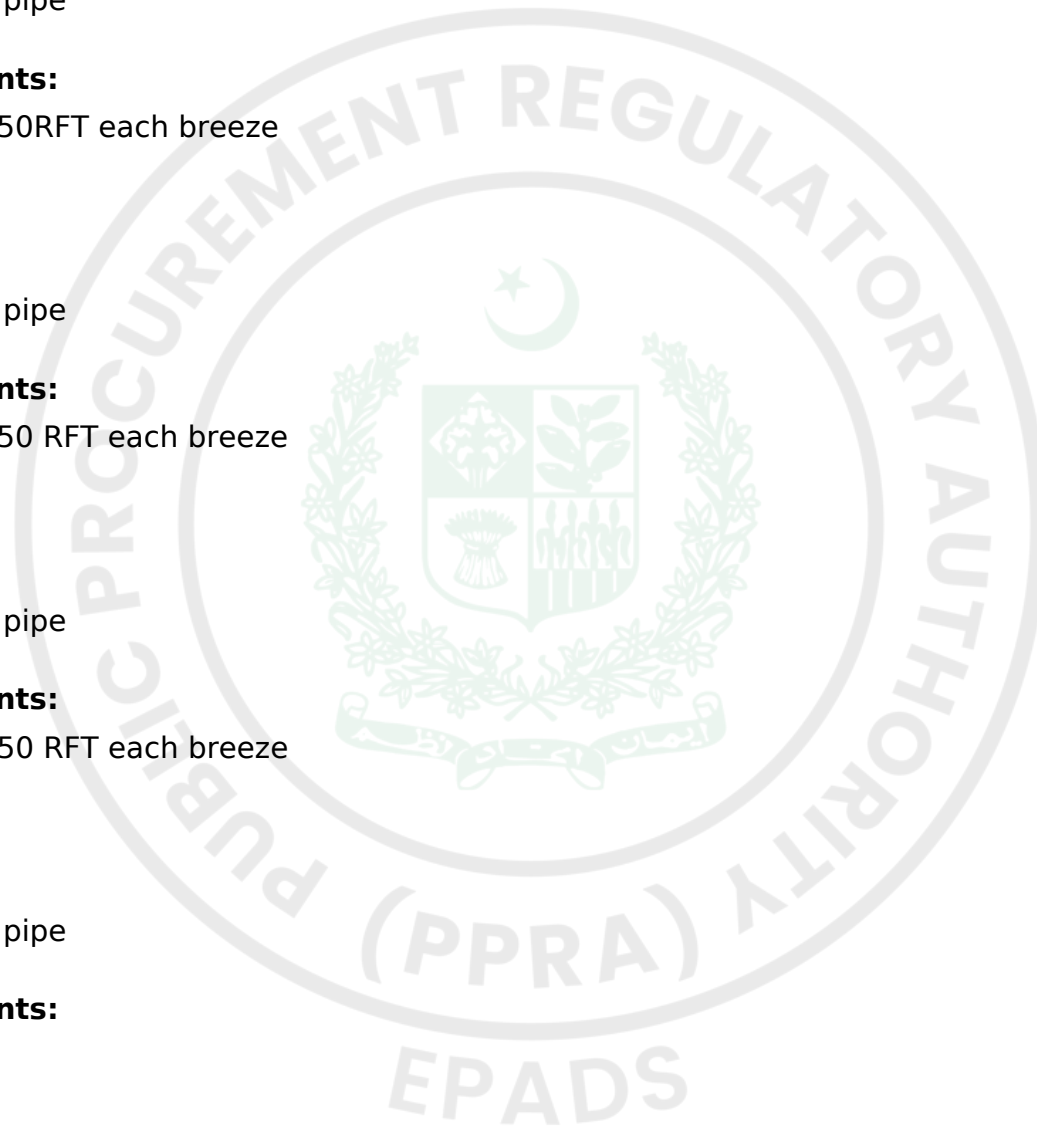 pipe
nts:
50RFT each breeze
pipe
nts:
50 RFT each breeze
pipe
nts:
50 RFT each breeze
pipe
nts:
PUBLIC PROCUREMENT REGULATORY AUTHORITY
(PPRA)
EPADS